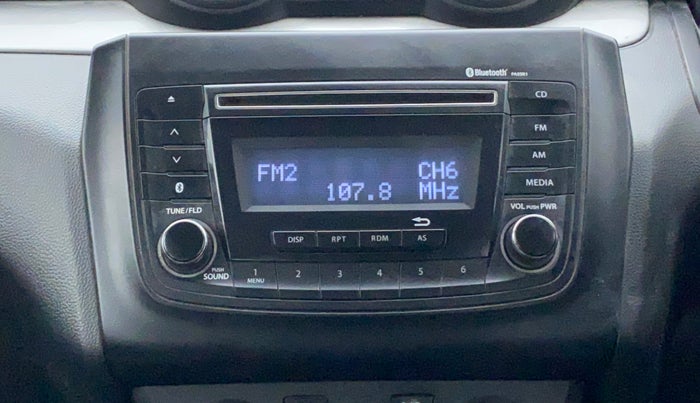 Bluetooth PA05R1
CD
FM
AM
MEDIA
FM2 CH6
107.8 MHz
TUNE/FLD
VOL PUSH PWR
DISP RPT RDM AS
PUSH
SOUND
1 2 3 4 5 6
MENU